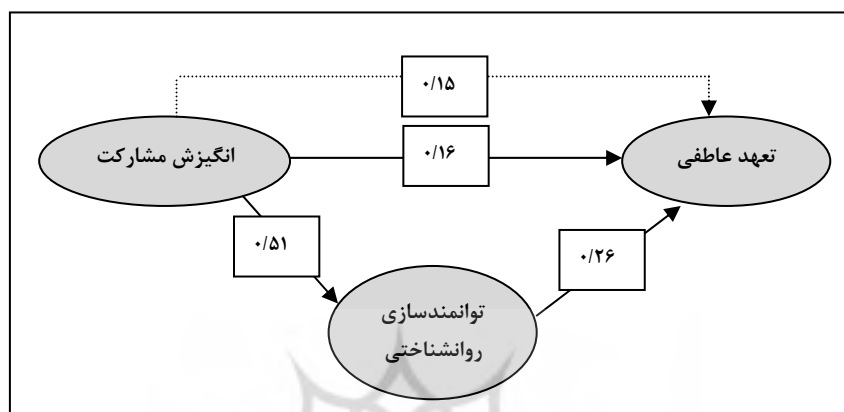 ۰/۱۵
انگیزش مشارکت
۰/۱۶
تعهد عاطفی
۰/۵۱
۰/۲۶
توانمندسازی
روانشناختی